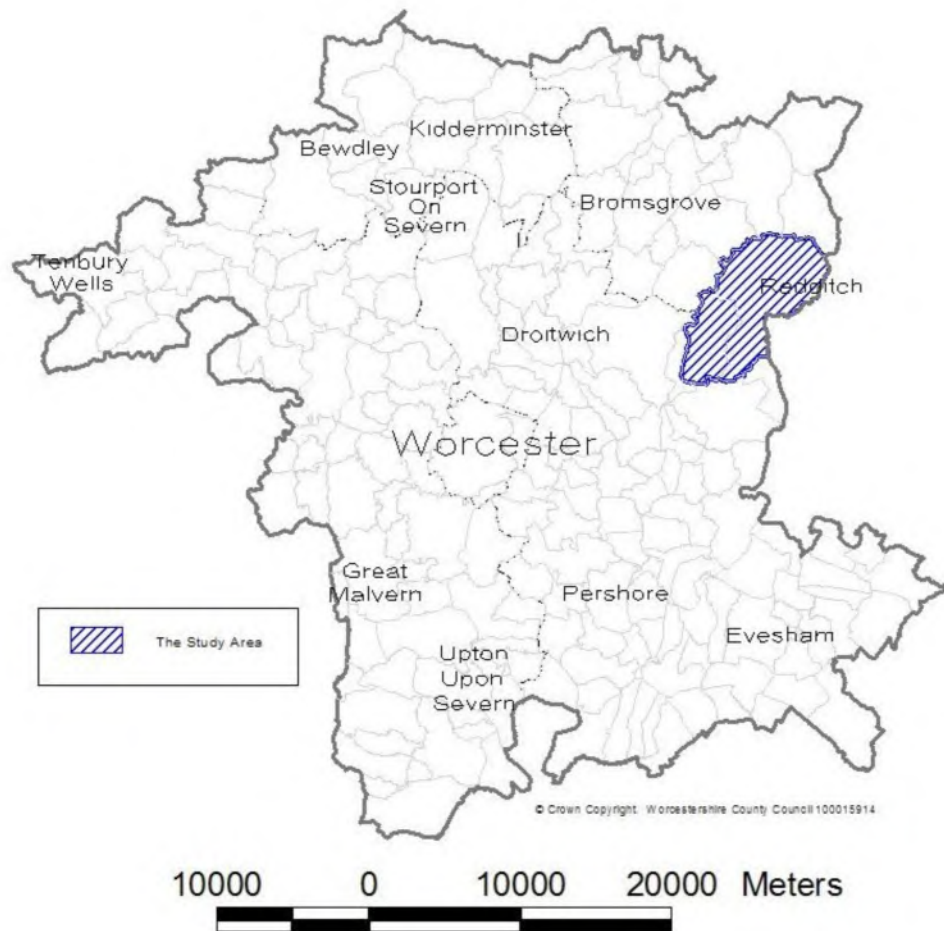 Kidderminster
Bewdley
Stourport
On
Severn
Bromsgrove
Tenbury
Wells
Redditch
Droitwich
Worcester
Great
Malvern
Pershore
The Study Area
Evesham
Upton
Upon
Severn
© Crown Copyright. Worcestershire County Council 100015914
10000 0 10000 20000 Meters